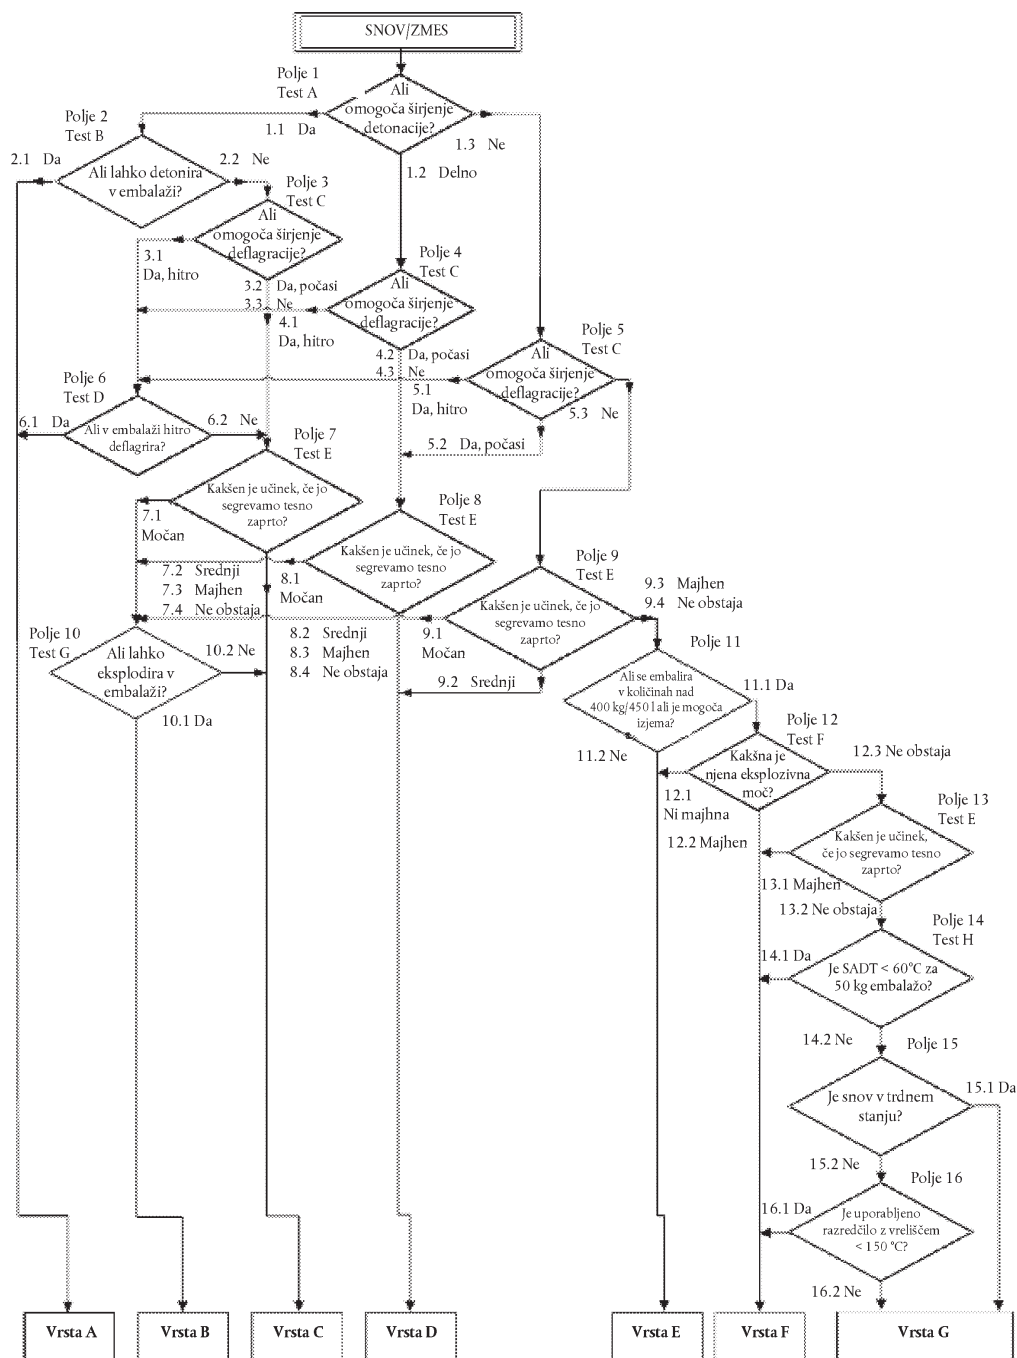 SNOV/ZMES
Polje 1
Test A
Ali
omogoča širjenje
detonacije?
1.1 Da
1.2 Delno
1.3 Ne
Polje 2
Test B
Ali lahko detonira
v embalaži?
2.1 Da
2.2 Ne
Polje 3
Test C
Ali
omogoča širjenje
deflagracije?
3.1
Da, hitro
3.2 Da, počasi
3.3 Ne
Polje 4
Test C
Ali
omogoča širjenje
deflagracije?
4.1
Da, hitro
4.2 Da, počasi
4.3 Ne
Polje 5
Test C
Ali
omogoča širjenje
deflagracije?
5.1
Da, hitro
5.2 Da, počasi
5.3 Ne
Polje 6
Test D
Ali v embalaži hitro
deflagrira?
6.1 Da
6.2 Ne
Polje 7
Test E
Kakšen je učinek, če jo
segrevamo tesno
zaprto?
7.1
Močan
7.2 Srednji
7.3 Majhen
7.4 Ne obstaja
Polje 8
Test E
Kakšen je učinek, če jo
segrevamo tesno
zaprto?
8.1
Močan
8.2 Srednji
8.3 Majhen
8.4 Ne obstaja
Polje 9
Test E
Kakšen je učinek, če jo
segrevamo tesno
zaprto?
9.1
Močan
9.2 Srednji
9.3 Majhen
9.4 Ne obstaja
Polje 10
Test G
Ali lahko
eksplodira v
embalaži?
10.1 Da
10.2 Ne
Polje 11
Ali se embalira
v količinah nad
400 kg/450 l ali je mogoča
izjema?
11.1 Da
11.2 Ne
Polje 12
Test F
Kakšna je
njena eksplozivna
moč?
12.1
Ni majhna
12.2 Majhen
12.3 Ne obstaja
Polje 13
Test E
Kakšen je učinek,
če jo segrevamo tesno
zaprto?
13.1 Majhen
13.2 Ne obstaja
Polje 14
Test H
Je SADT < 60°C za
50 kg embalažo?
14.1 Da
14.2 Ne
Polje 15
Je snov v trdnem
stanju?
15.1 Da
15.2 Ne
Polje 16
Je uporabljeno
razredčilo z vreliščem
< 150 °C?
16.1 Da
16.2 Ne
Vrsta A
Vrsta B
Vrsta C
Vrsta D
Vrsta E
Vrsta F
Vrsta G